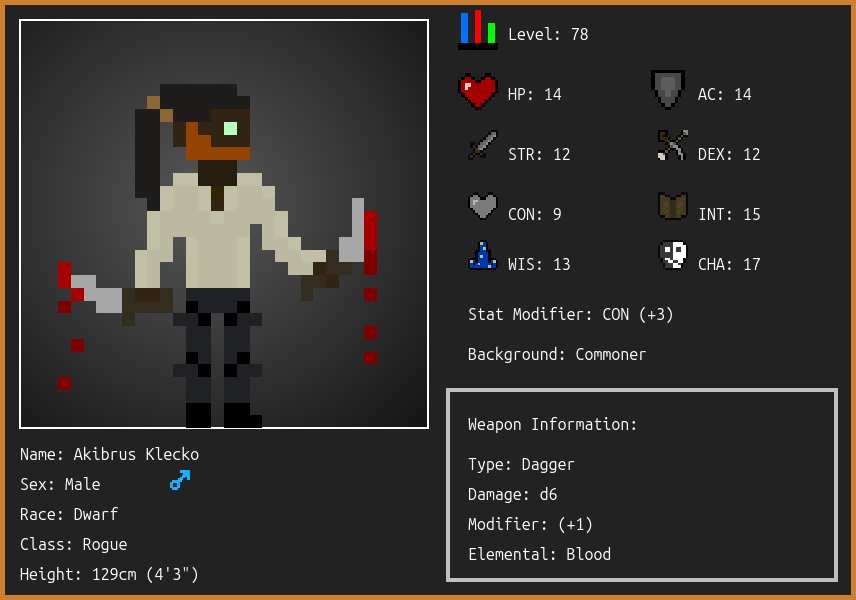 Level: 78
HP: 14
AC: 14
STR: 12
DEX: 12
CON: 9
INT: 15
WIS: 13
CHA: 17
Stat Modifier: CON (+3)
Background: Commoner
Weapon Information:
Type: Dagger
Damage: d6
Modifier: (+1)
Elemental: Blood
Name: Akibrus Klecko
Sex: Male
Race: Dwarf
Class: Rogue
Height: 129cm (4'3")